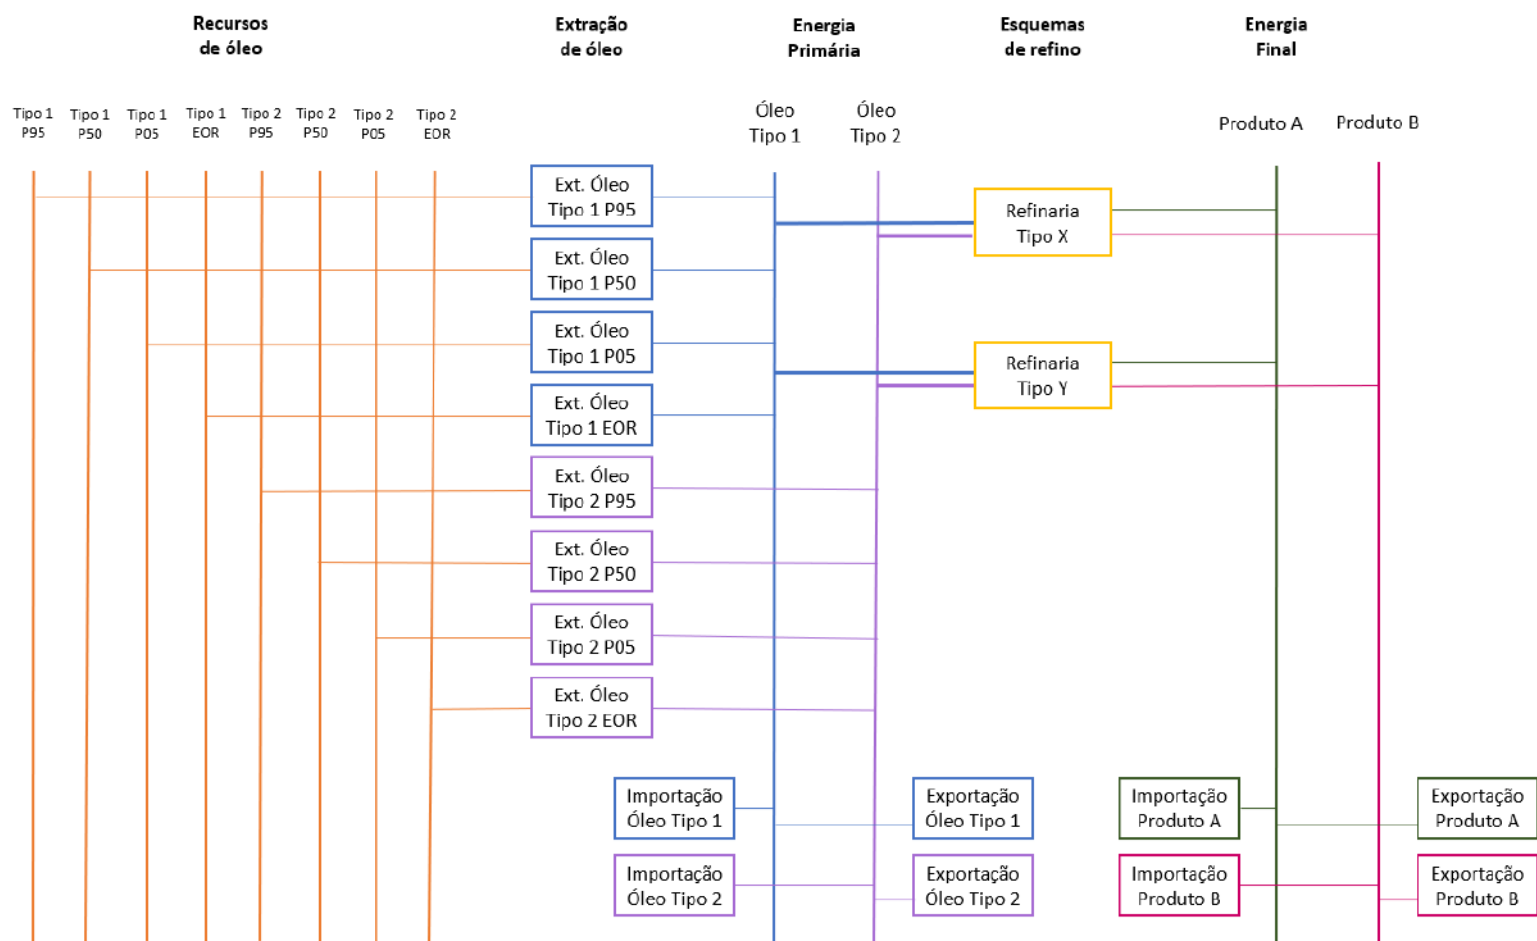 Recursos
de óleo
Extração
de óleo
Energia
Primária
Esquemas
de refino
Energia
Final
Tipo 1
P95
Tipo 1
P50
Tipo 1
P05
Tipo 1
EOR
Tipo 2
P95
Tipo 2
P50
Tipo 2
P05
Tipo 2
EOR
Óleo
Tipo 1
Óleo
Tipo 2
Produto A
Produto B
Ext. Óleo
Tipo 1 P95
Ext. Óleo
Tipo 1 P50
Ext. Óleo
Tipo 1 P05
Ext. Óleo
Tipo 1 EOR
Ext. Óleo
Tipo 2 P95
Ext. Óleo
Tipo 2 P50
Ext. Óleo
Tipo 2 P05
Ext. Óleo
Tipo 2 EOR
Refinaria
Tipo X
Refinaria
Tipo Y
Importação
Óleo Tipo 1
Exportação
Óleo Tipo 1
Importação
Produto A
Exportação
Produto A
Importação
Óleo Tipo 2
Exportação
Óleo Tipo 2
Importação
Produto B
Exportação
Produto B